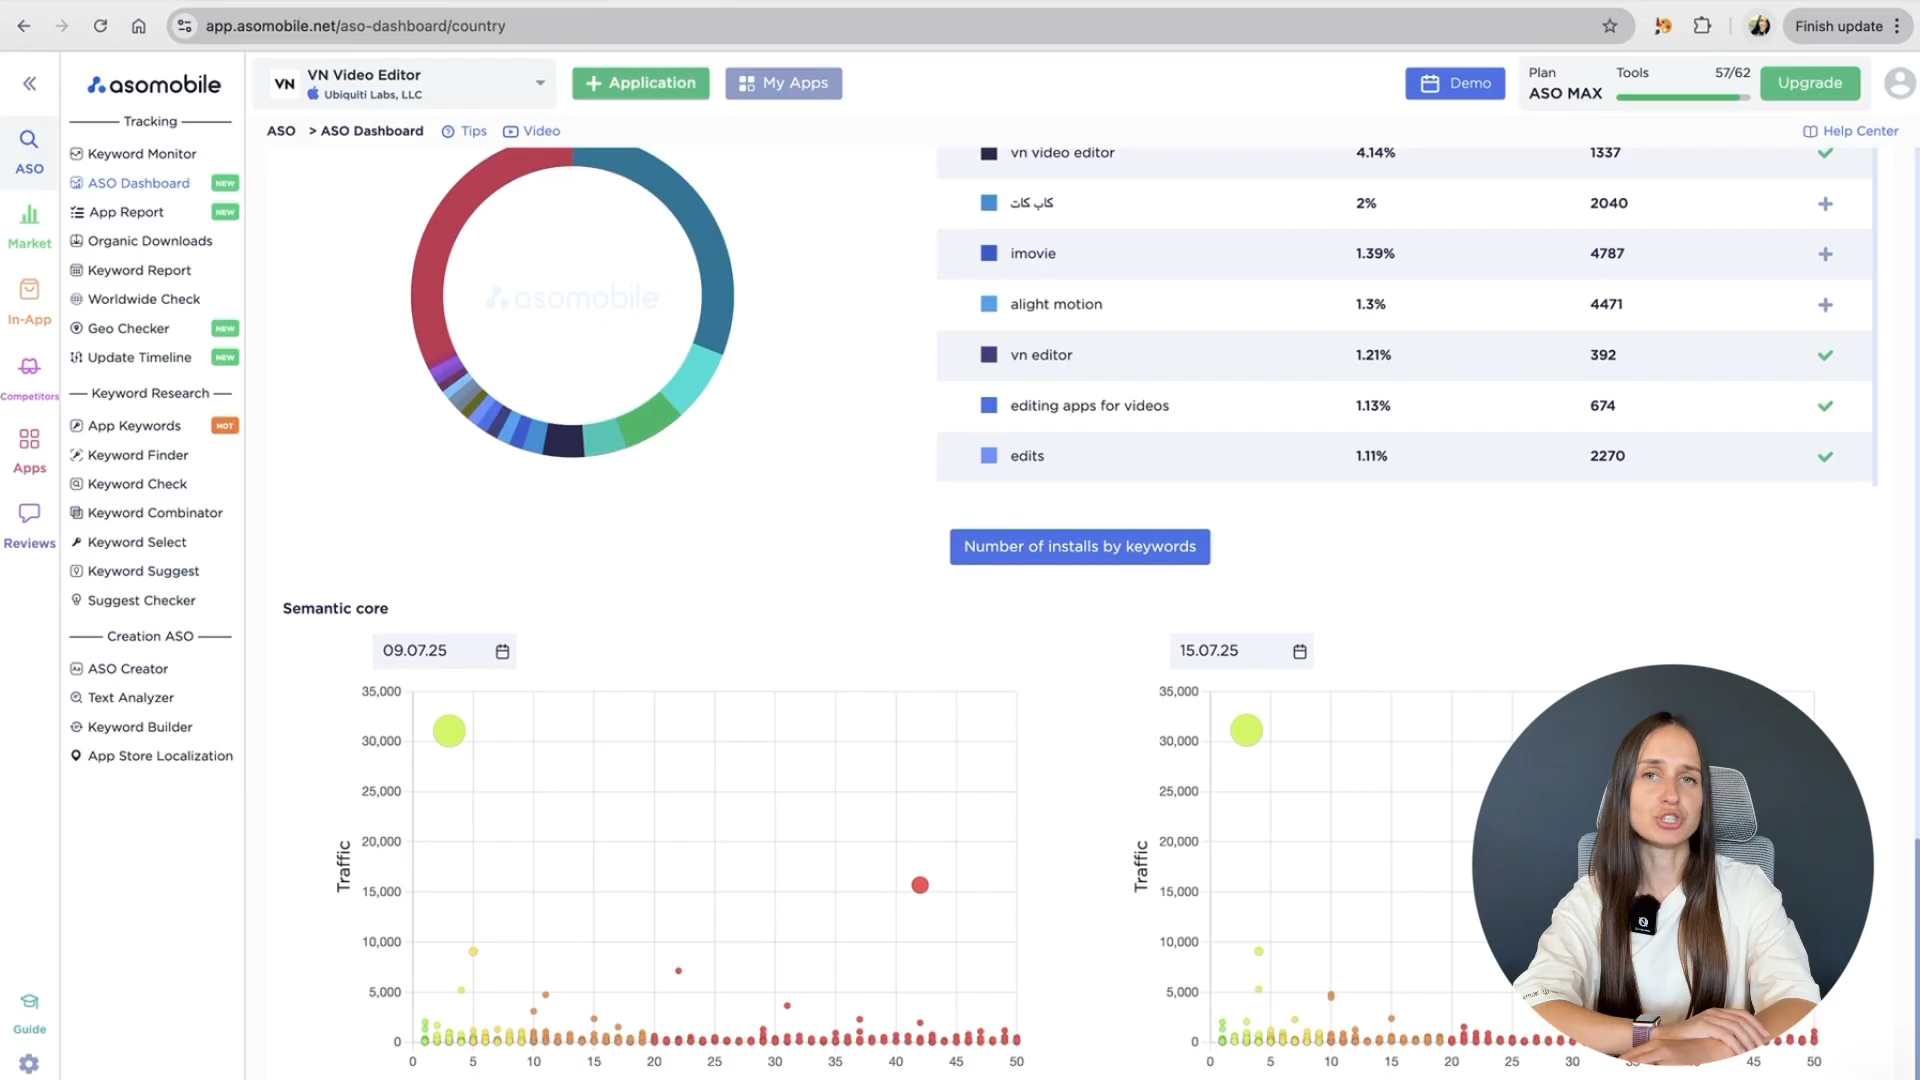 app.asomobile.net/aso-dashboard/country
Finish update
asomobile
VN
VN Video Editor
Ubiquiti Labs, LLC
Application
My Apps
Demo
Plan
ASO MAX
Tools
57/62
Upgrade
ASO > ASO Dashboard Tips Video
Help Center
ASO
Market
In-App
Competitors
Apps
Reviews
Guide
Tracking
Keyword Monitor
ASO Dashboard NEW
App Report NEW
Organic Downloads
Keyword Report
Worldwide Check
Geo Checker NEW
Update Timeline NEW
Keyword Research
App Keywords HOT
Keyword Finder
Keyword Check
Keyword Combinator
Keyword Select
Keyword Suggest
Suggest Checker
Creation ASO
ASO Creator
Text Analyzer
Keyword Builder
App Store Localization
asomobile
vn video editor 4.14% 1337
كاب كات 2% 2040
imovie 1.39% 4787
alight motion 1.3% 4471
vn editor 1.21% 392
editing apps for videos 1.13% 674
edits 1.11% 2270
Number of installs by keywords
Semantic core
09.07.25
35,000
30,000
25,000
20,000
15,000
10,000
5,000
0
Traffic
0 5 10 15 20 25 30 35 40 45 50
15.07.25
35,000
30,000
25,000
20,000
15,000
10,000
5,000
0
Traffic
0 5 10 15 20 25 30 35 45 50